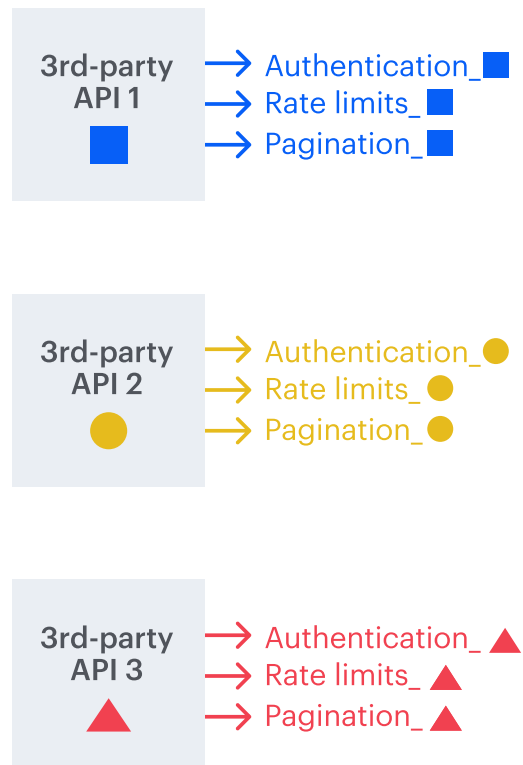 3rd-party
API 1
Authentication_
Rate limits_
Pagination_
3rd-party
API 2
Authentication_
Rate limits_
Pagination_
3rd-party
API 3
Authentication_
Rate limits_
Pagination_